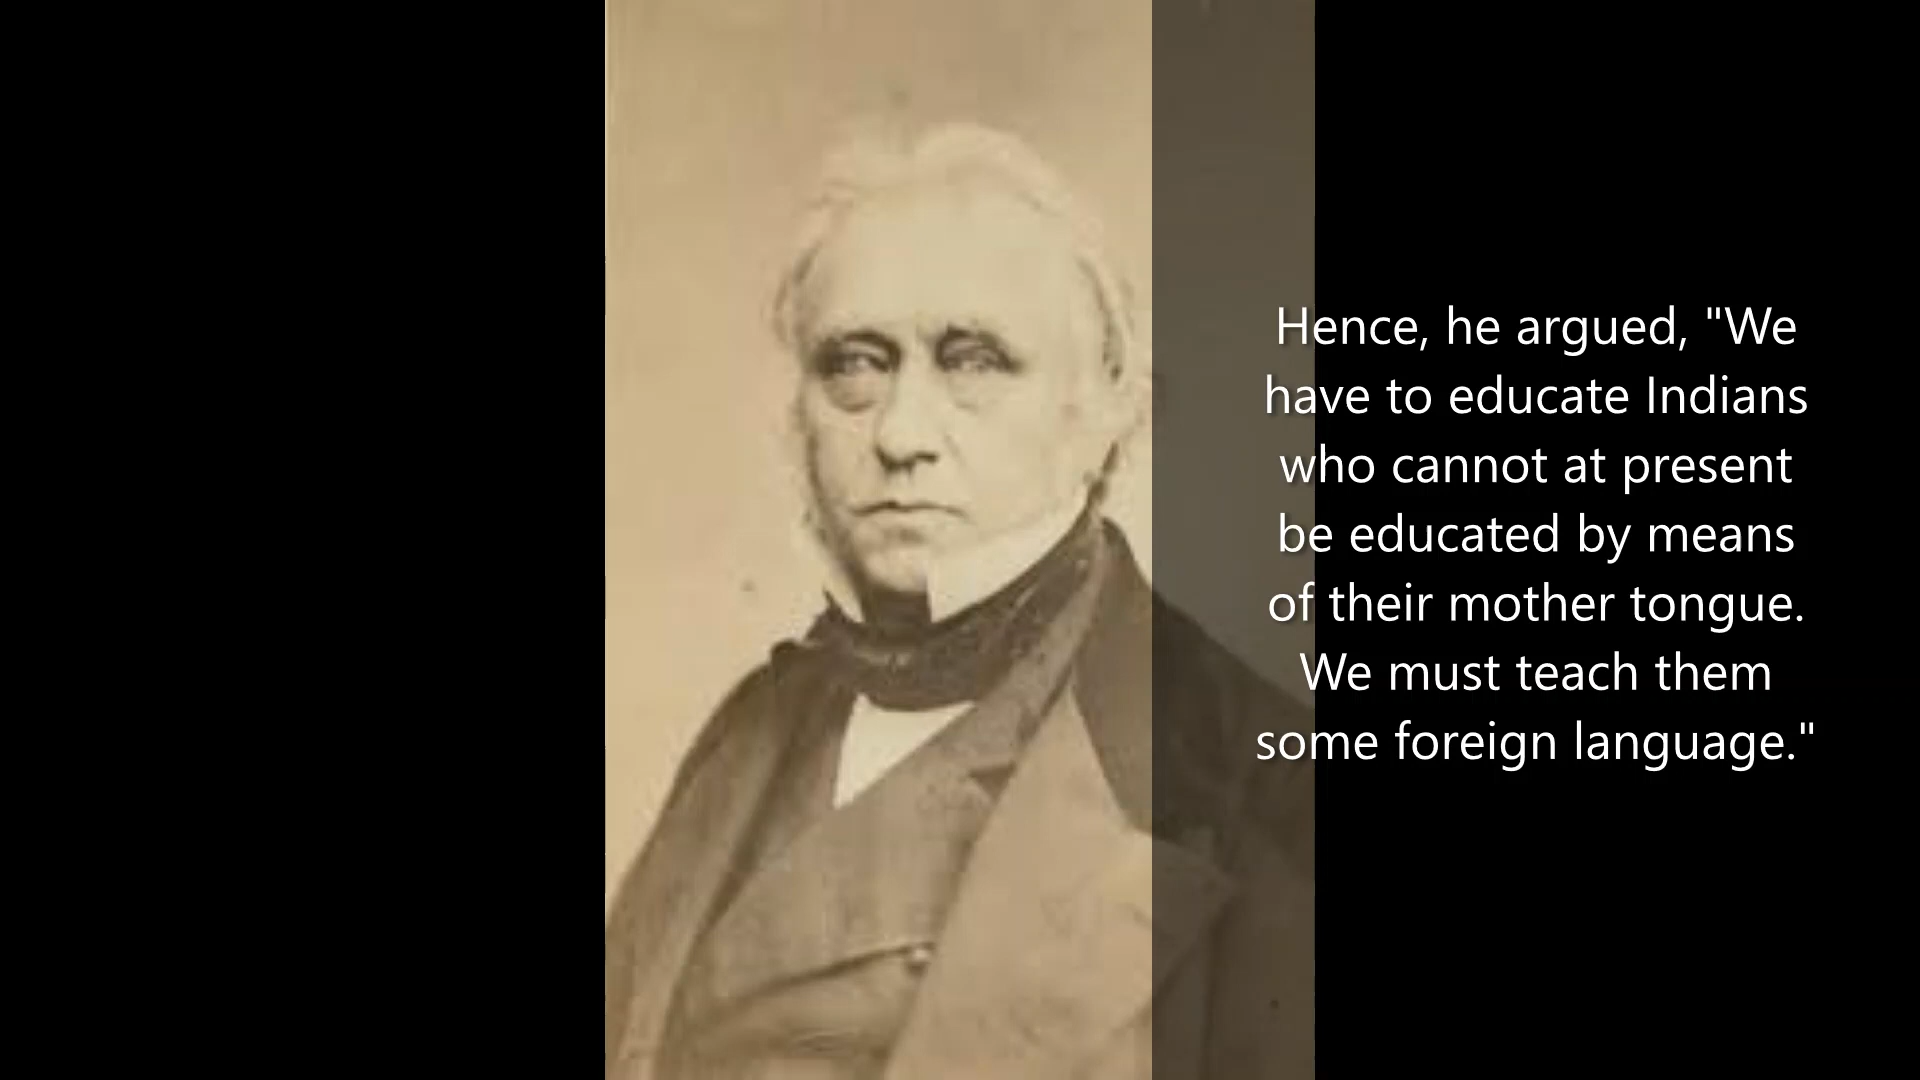 Hence, he argued, "We
have to educate Indians
who cannot at present
be educated by means
of their mother tongue.
We must teach them
some foreign language."